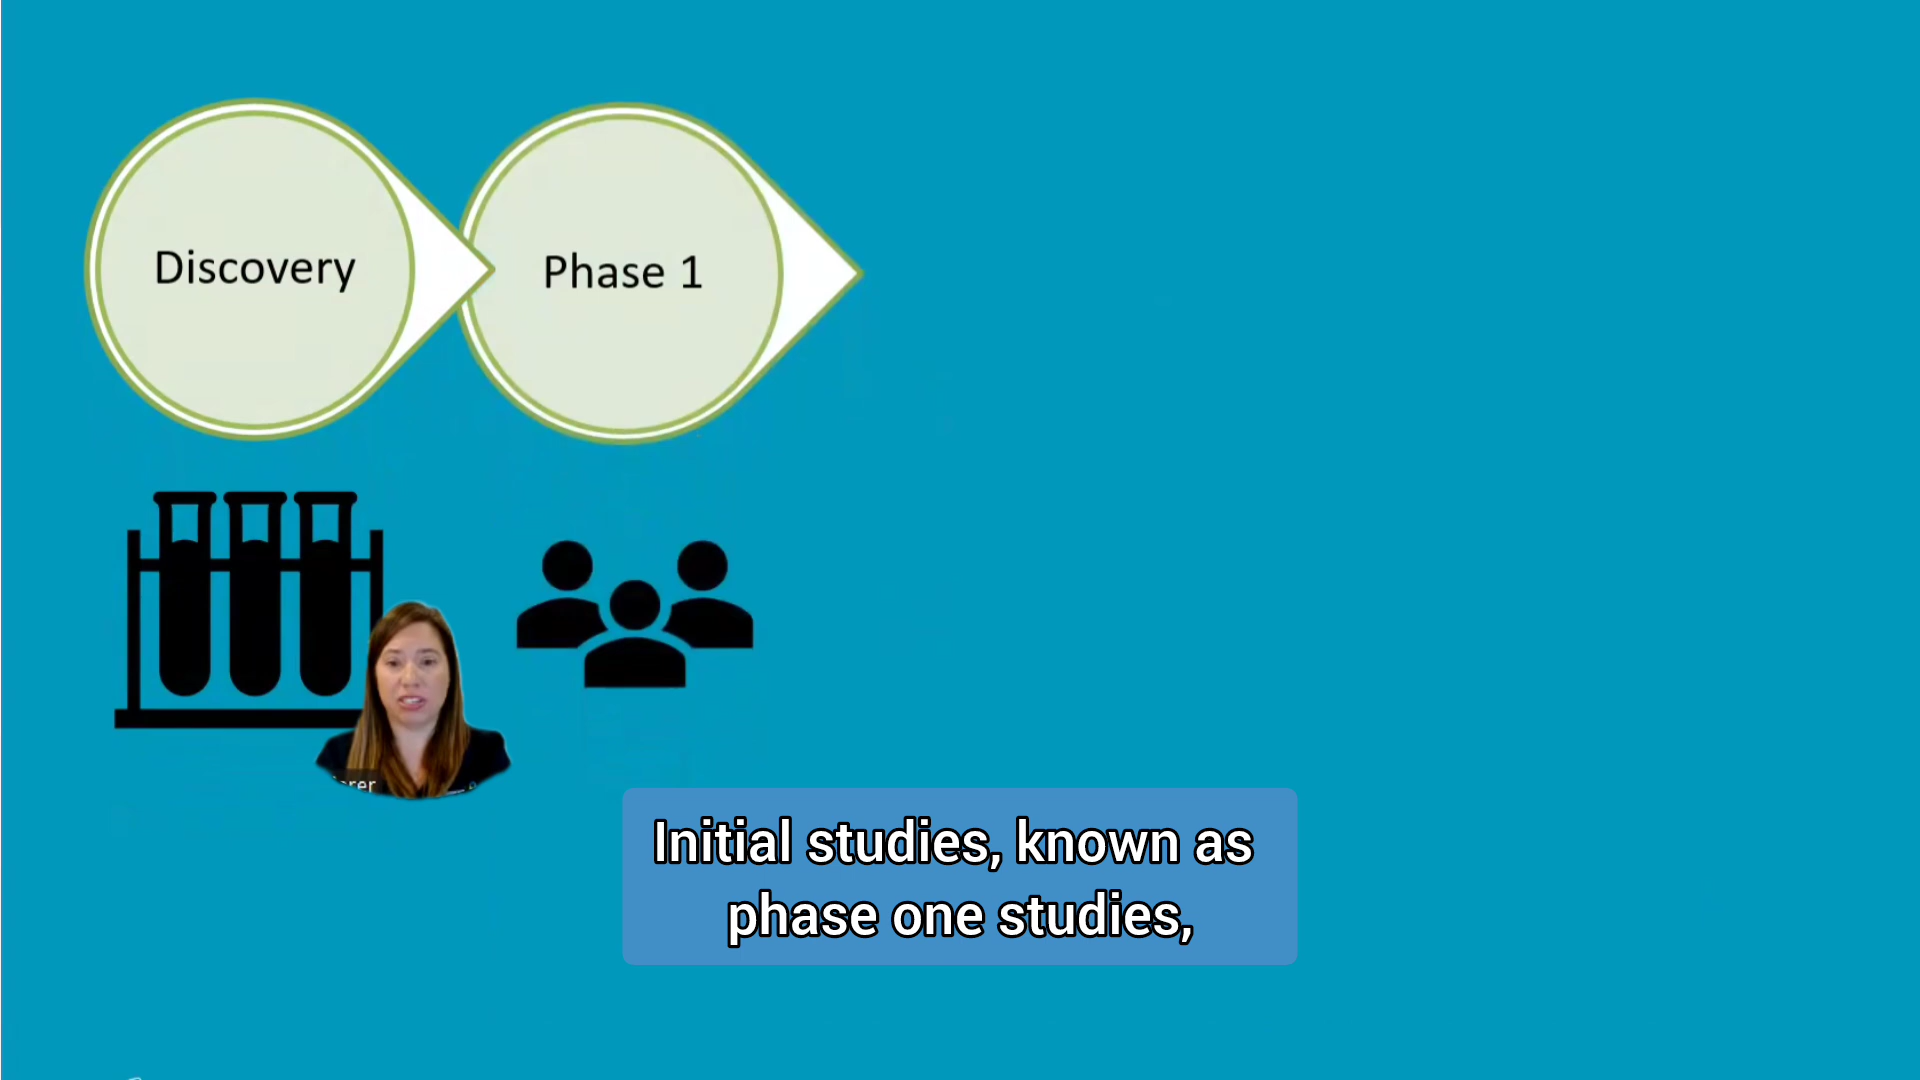 Discovery
Phase 1
Initial studies, known as
phase one studies,